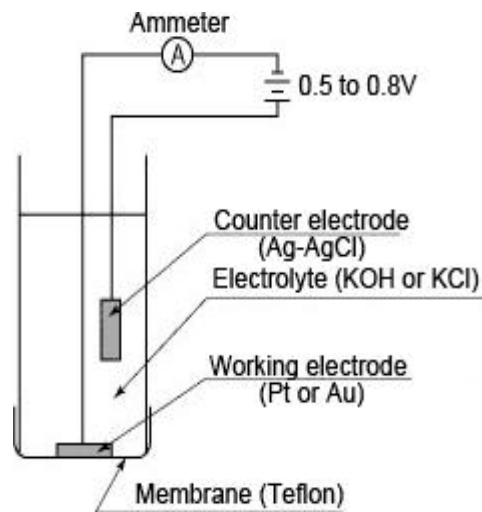 Ammeter
A
0.5 to 0.8V
Counter electrode
(Ag-AgCl)
Electrolyte (KOH or KCl)
Working electrode
(Pt or Au)
Membrane (Teflon)